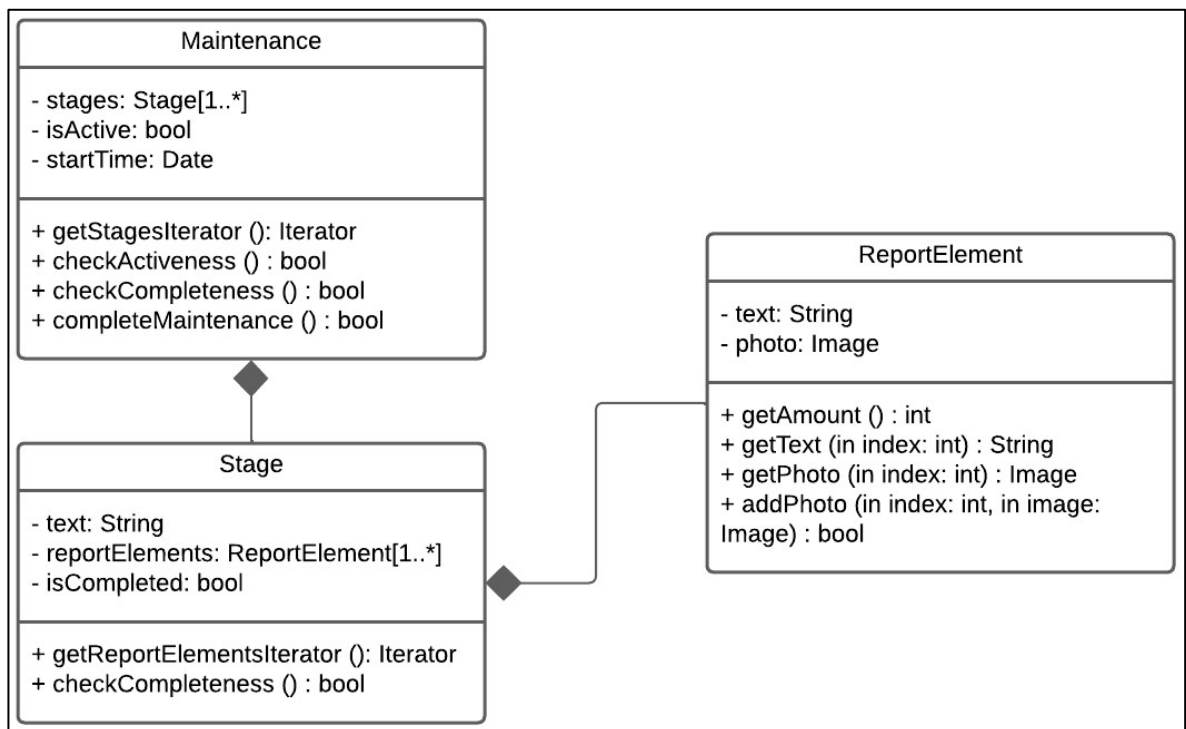 Maintenance
- stages: Stage[1..*]
- isActive: bool
- startTime: Date
+ getStagesIterator (): Iterator
+ checkActiveness () : bool
+ checkCompleteness () : bool
+ completeMaintenance () : bool
Stage
- text: String
- reportElements: ReportElement[1..*]
- isCompleted: bool
+ getReportElementsIterator (): Iterator
+ checkCompleteness () : bool
ReportElement
- text: String
- photo: Image
+ getAmount () : int
+ getText (in index: int) : String
+ getPhoto (in index: int) : Image
+ addPhoto (in index: int, in image:
Image) : bool